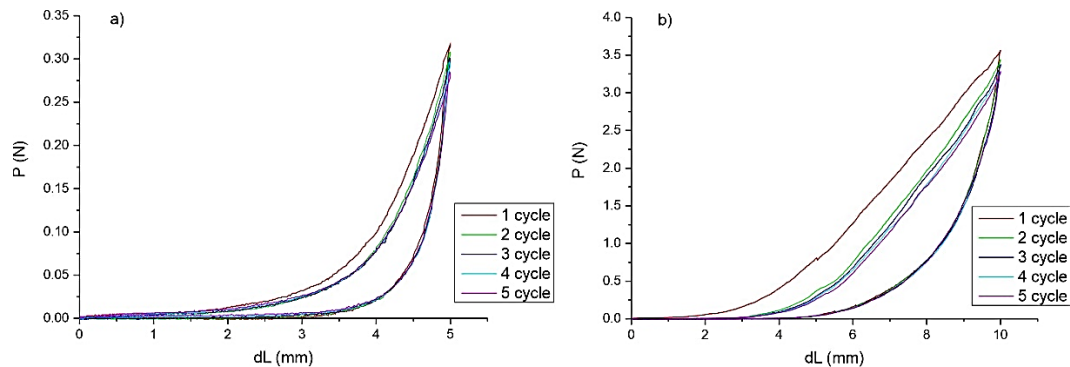 a)
0.35
0.30
0.25
0.20
0.15
0.10
0.05
0.00
P (N)
0
1
2
3
4
5
dL (mm)
1 cycle
2 cycle
3 cycle
4 cycle
5 cycle
b)
4.0
3.5
3.0
2.5
2.0
1.5
1.0
0.5
0.0
P (N)
0
2
4
6
8
10
dL (mm)
1 cycle
2 cycle
3 cycle
4 cycle
5 cycle